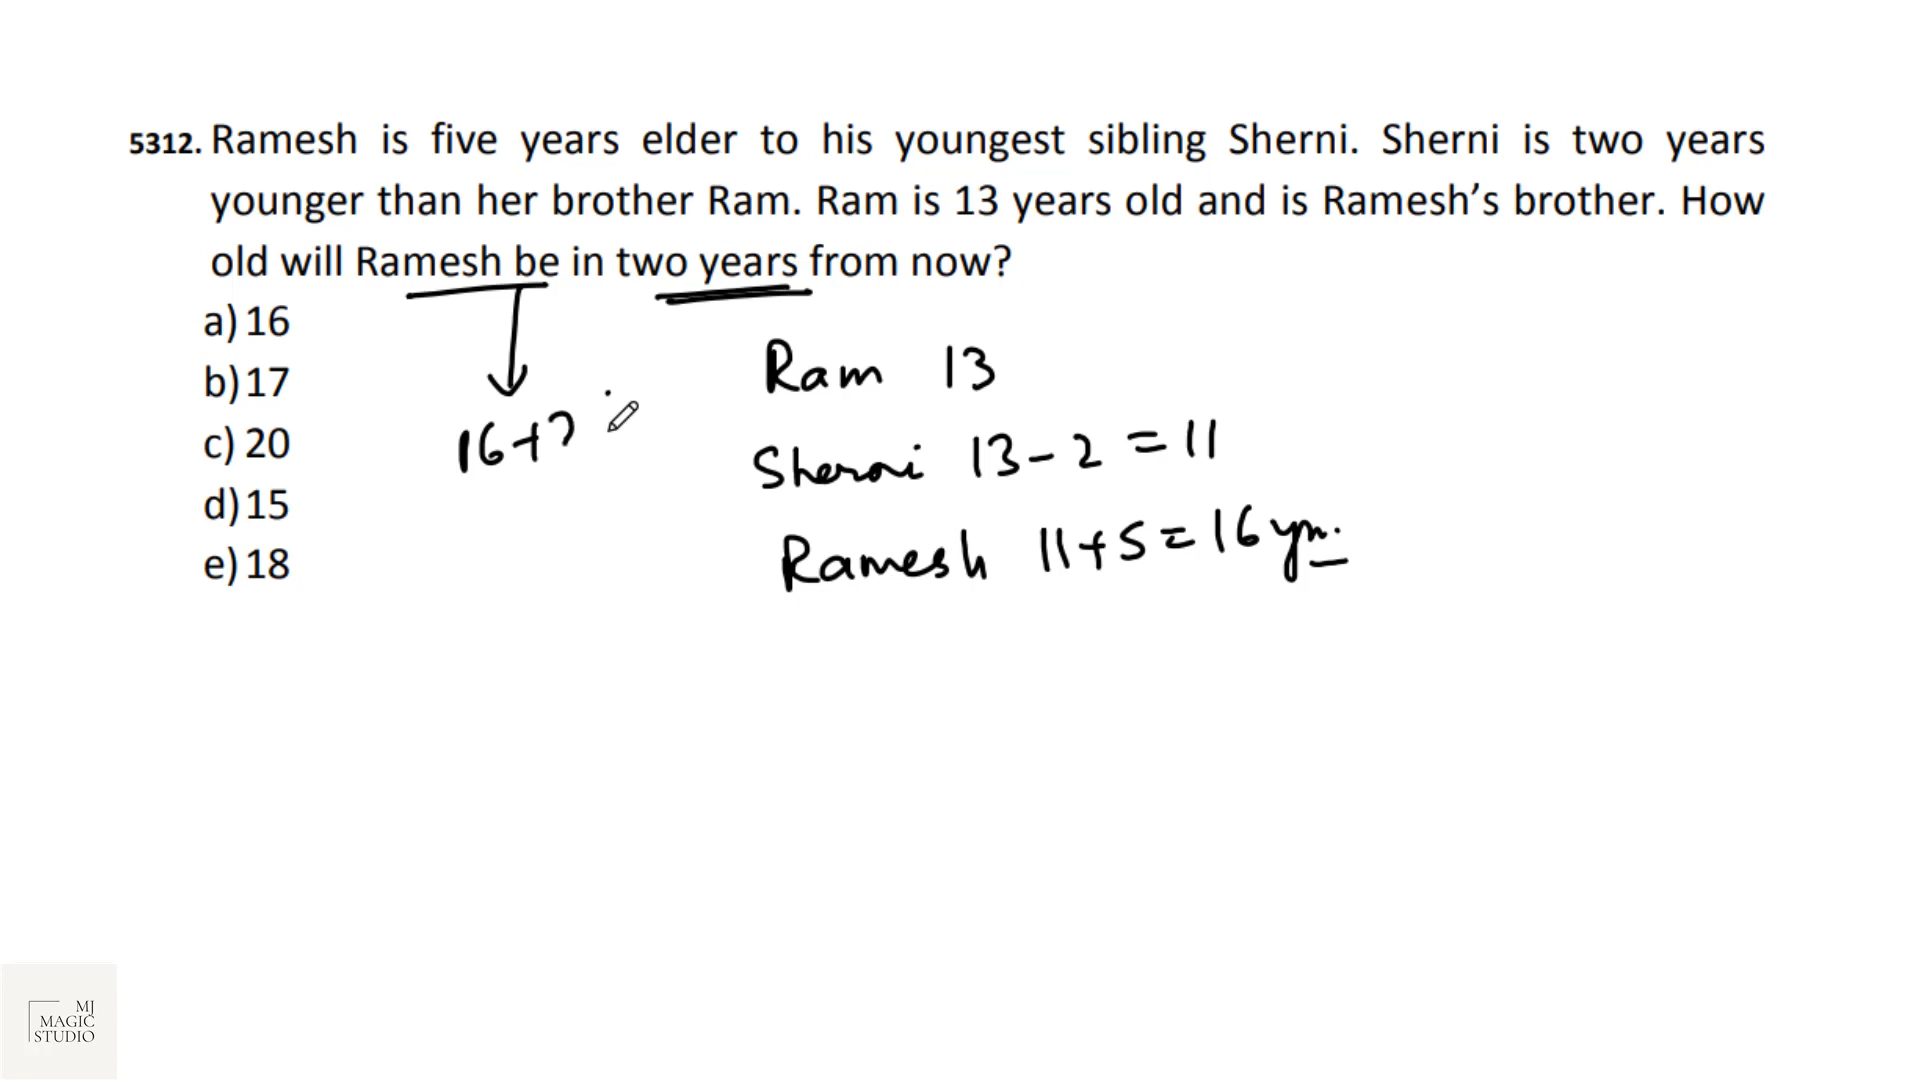 5312. Ramesh is five years elder to his youngest sibling Sherni. Sherni is two years
younger than her brother Ram. Ram is 13 years old and is Ramesh's brother. How
old will Ramesh be in two years from now?
a) 16
b) 17
c) 20
d) 15
e) 18
16+2
Ram 13
Sherni 13-2 = 11
Ramesh 11+5=16 yrs.
MJ
MAGIC
STUDIO